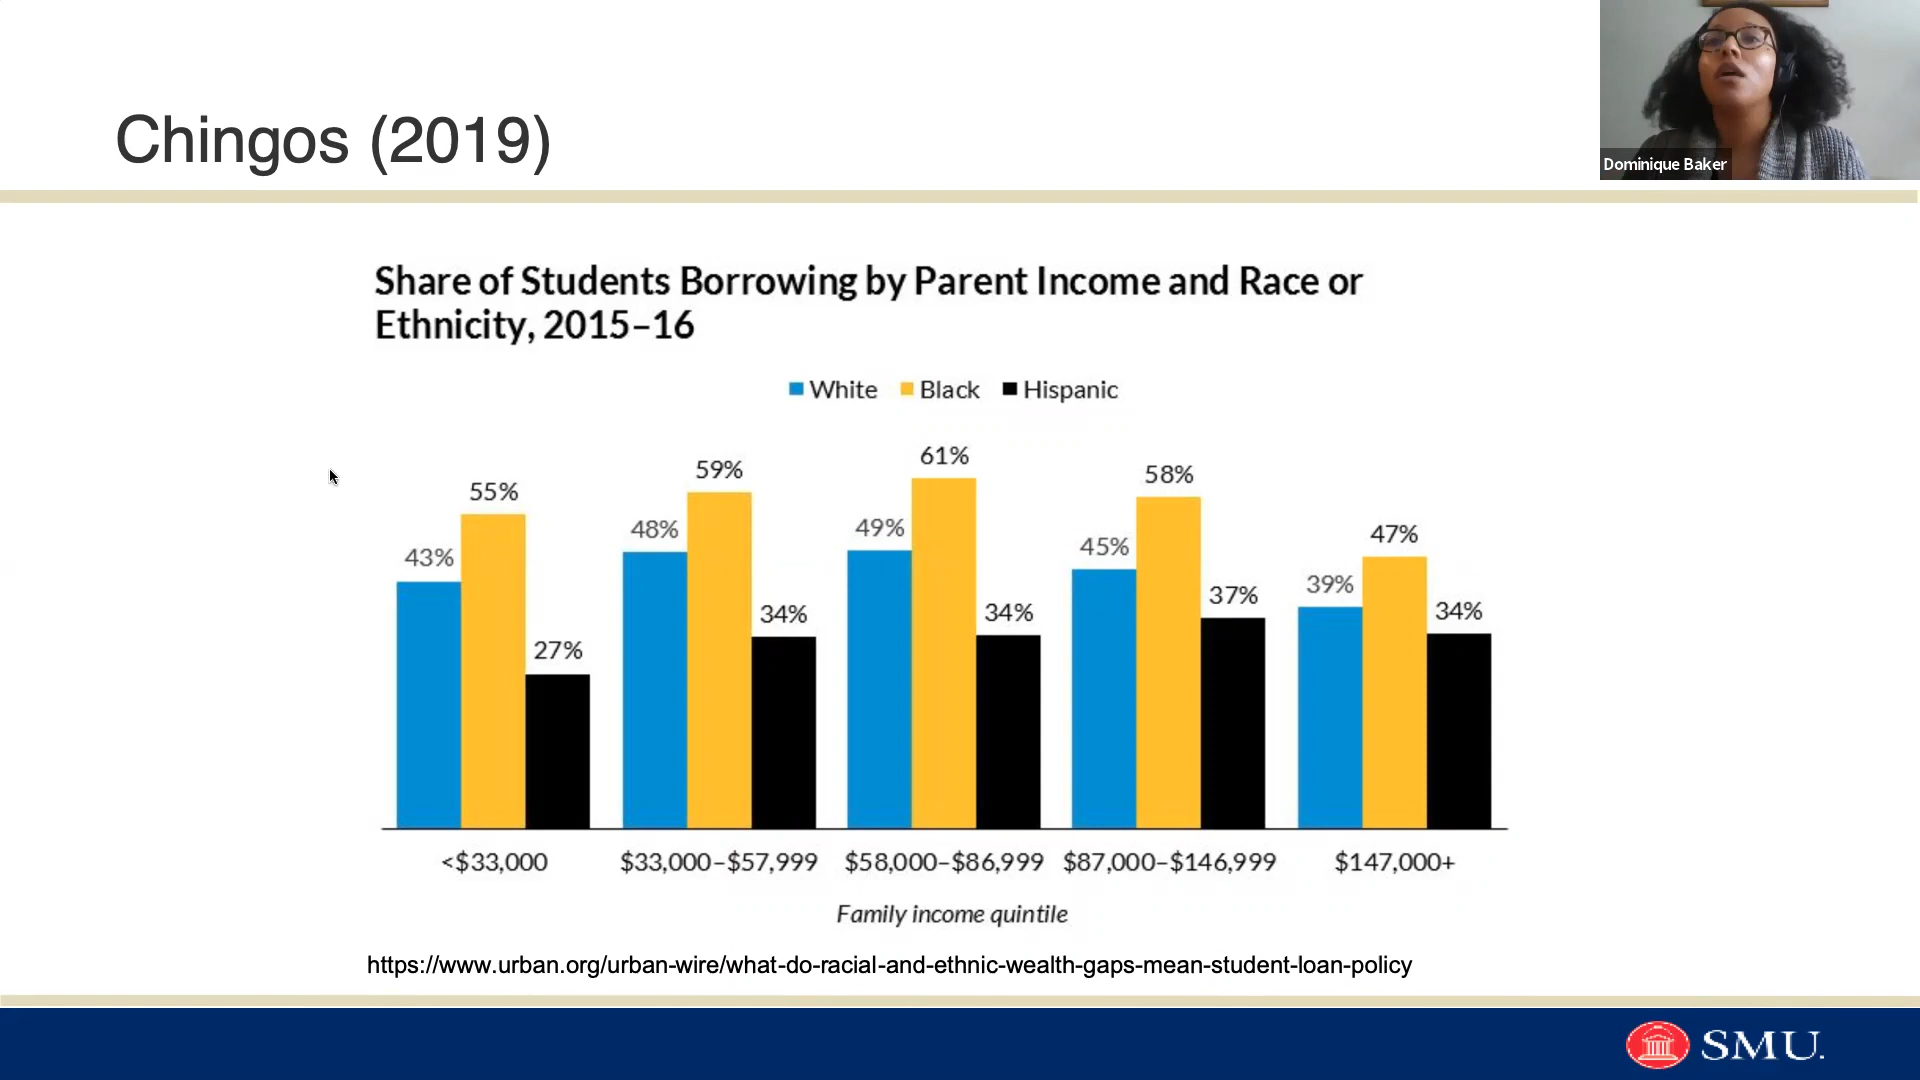 Chingos (2019)
Dominique Baker
Share of Students Borrowing by Parent Income and Race or
Ethnicity, 2015–16
White Black Hispanic
43% 55% 27%
48% 59% 34%
49% 61% 34%
45% 58% 37%
39% 47% 34%
<$33,000 $33,000–$57,999 $58,000–$86,999 $87,000–$146,999 $147,000+
Family income quintile
https://www.urban.org/urban-wire/what-do-racial-and-ethnic-wealth-gaps-mean-student-loan-policy
SMU.